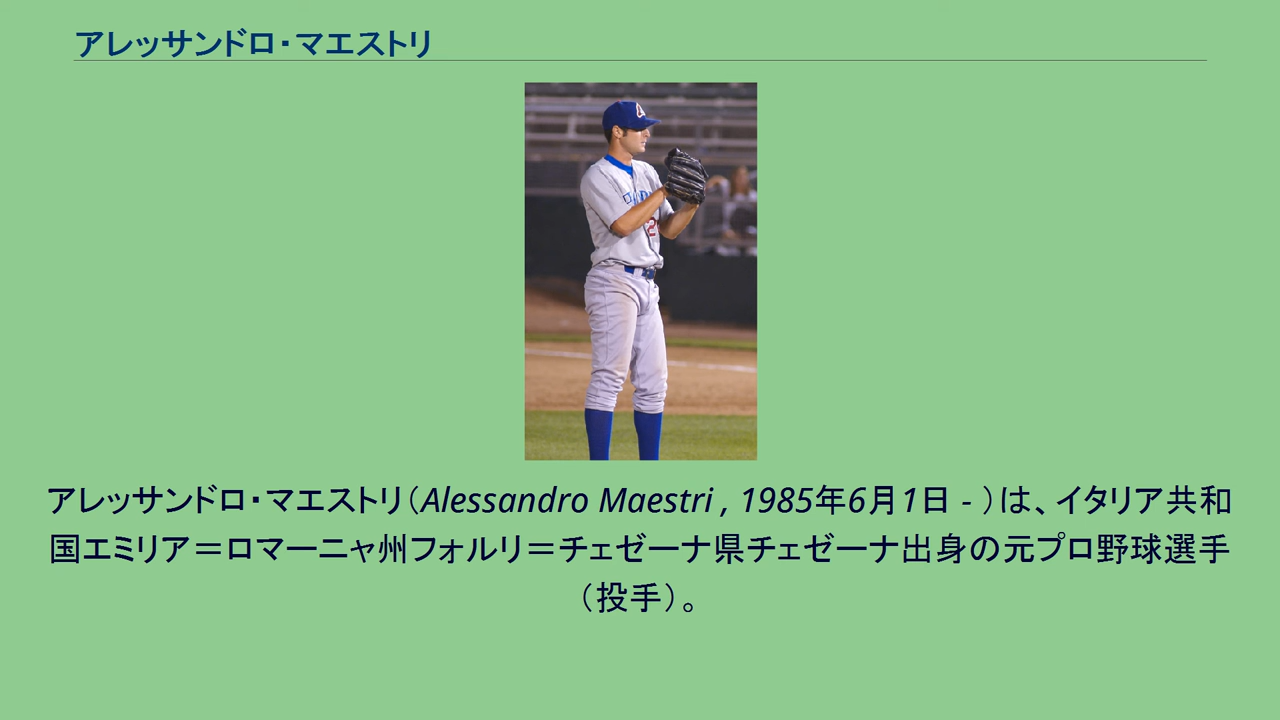 アレッサンドロ・マエストリ
アレッサンドロ・マエストリ（Alessandro Maestri , 1985年6月1日 - ）は、イタリア共和
国エミリア＝ロマーニャ州フォルリ＝チェゼーナ県チェゼーナ出身の元プロ野球選手
（投手）。